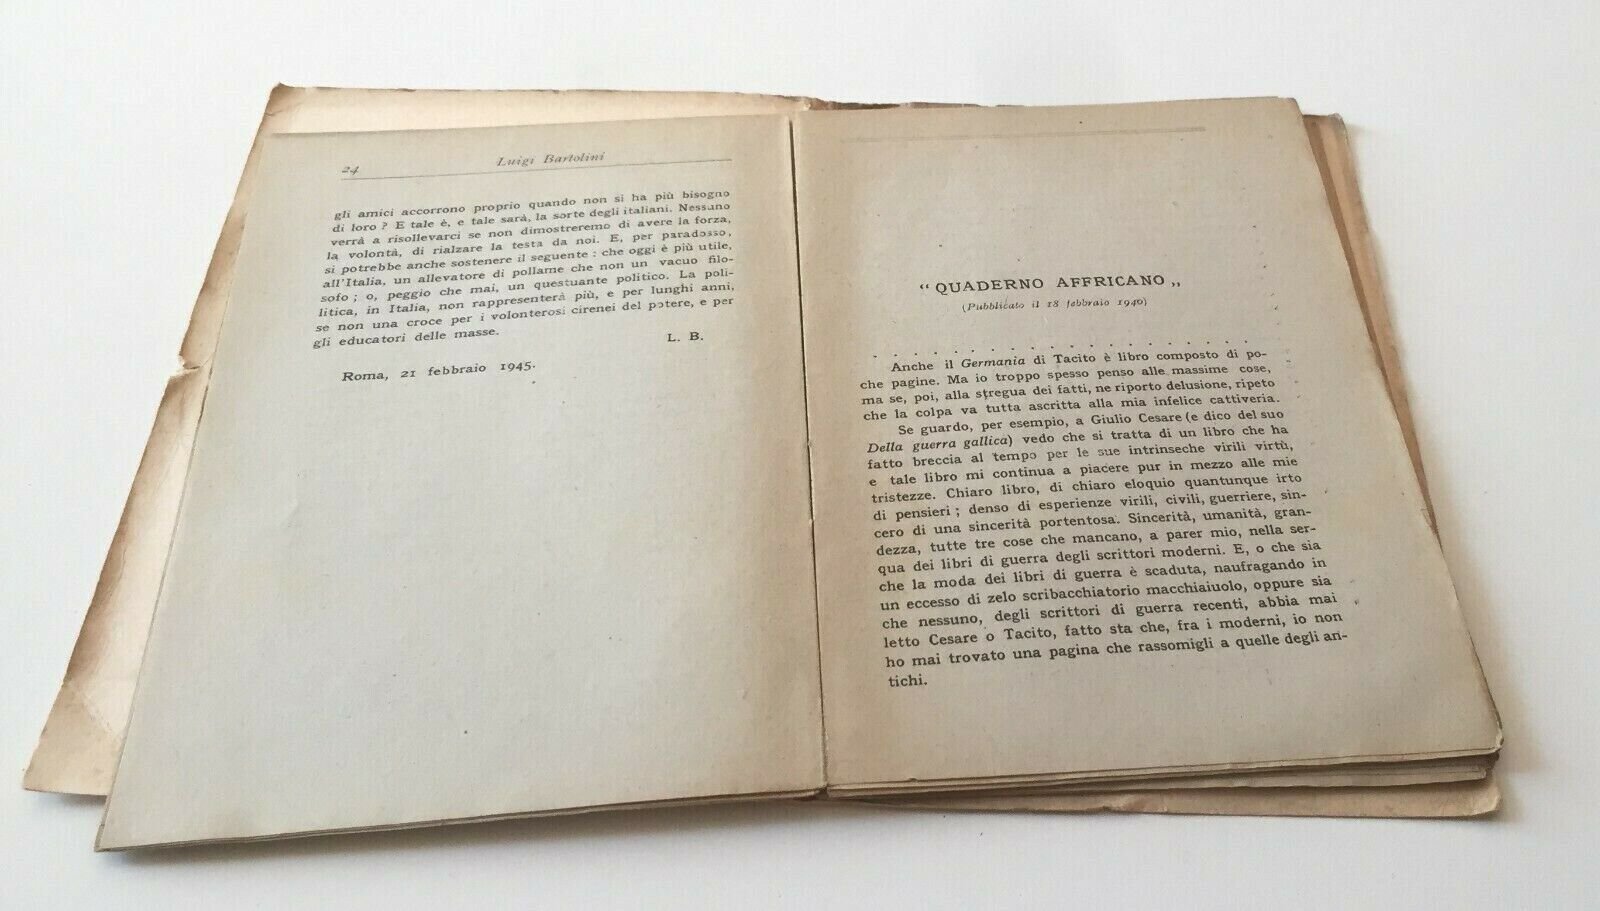 24
Luigi Bartolini
gli amici accorrono proprio quando non si ha più bisogno
di loro ? E tale è, e tale sarà, la sorte degli italiani. Nessuno
verrà a risollevarci se non dimostreremo di avere la forza,
la volontà, di rialzare la testa da noi. E, per paradosso,
si potrebbe anche sostenere il seguente : che oggi è più utile,
all'Italia, un allevatore di pollame che non un vacuo filo-
sofo ; o, peggio che mai, un questuante politico. La poli-
litica, in Italia, non rappresenterà più, e per lunghi anni,
se non una croce per i volonterosi cirenei del potere, e per
gli educatori delle masse.
L. B.
Roma, 21 febbraio 1945.
“ QUADERNO AFFRICANO „
(Pubblicato il 18 febbraio 1940)
. . . . . . . . . . . . . . . . . . .
Anche il Germania di Tacito è libro composto di po-
che pagine. Ma io troppo spesso penso alle massime cose,
ma se, poi, alla stregua dei fatti, ne riporto delusione, ripeto
che la colpa va tutta ascritta alla mia infelice cattiveria.
Se guardo, per esempio, a Giulio Cesare (e dico del suo
Della guerra gallica) vedo che si tratta di un libro che ha
fatto breccia al tempo per le sue intrinseche virili virtù,
e tale libro mi continua a piacere pur in mezzo alle mie
tristezze. Chiaro libro, di chiaro eloquio quantunque irto
di pensieri ; denso di esperienze virili, civili, guerriere, sin-
cero di una sincerità portentosa. Sincerità, umanità, gran-
dezza, tutte tre cose che mancano, a parer mio, nella ser-
qua dei libri di guerra degli scrittori moderni. E, o che sia
che la moda dei libri di guerra è scaduta, naufragando in
un eccesso di zelo scribacchiatorio macchiaiuolo, oppure sia
che nessuno, degli scrittori di guerra recenti, abbia mai
letto Cesare o Tacito, fatto sta che, fra i moderni, io non
ho mai trovato una pagina che rassomigli a quelle degli an-
tichi.